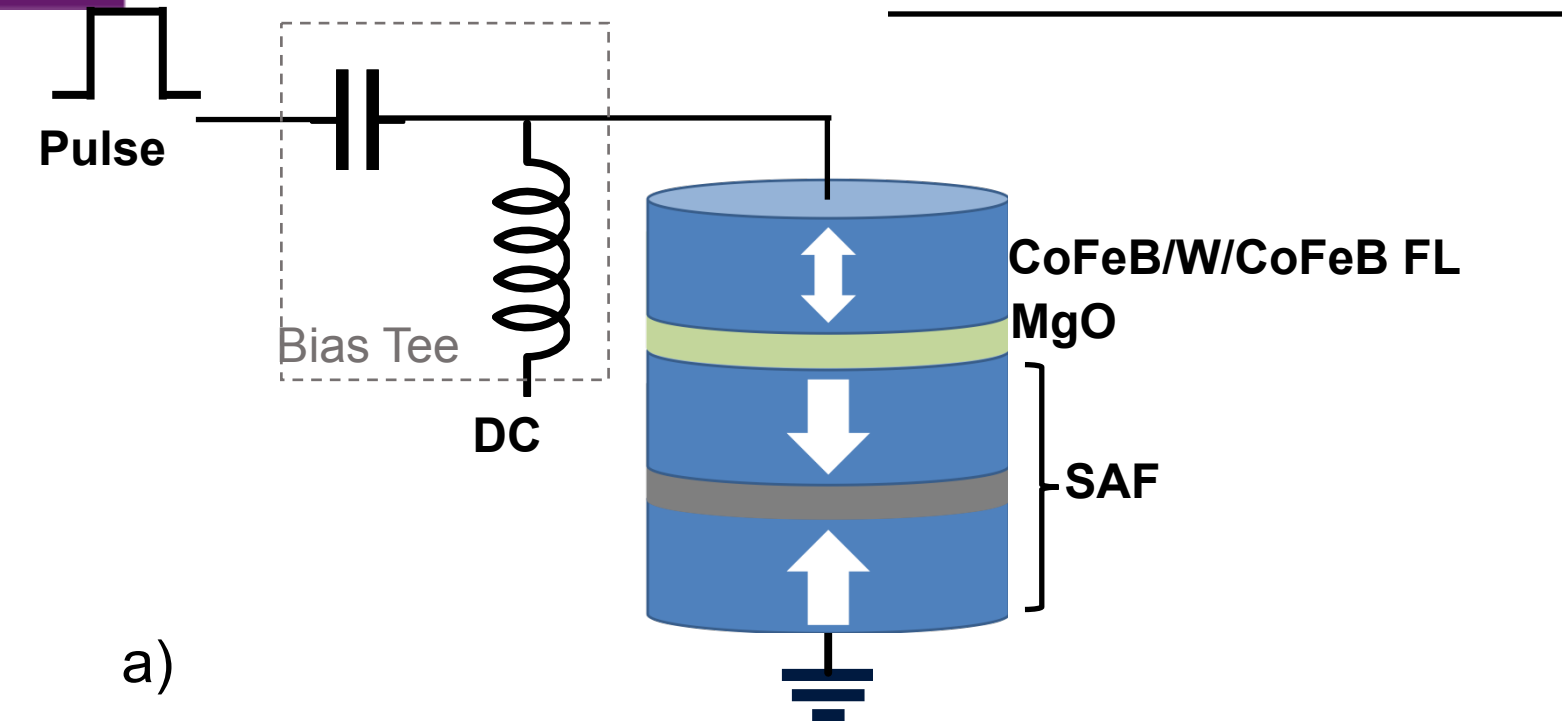 Pulse
Bias Tee
DC
CoFeB/W/CoFeB FL
MgO
SAF
a)